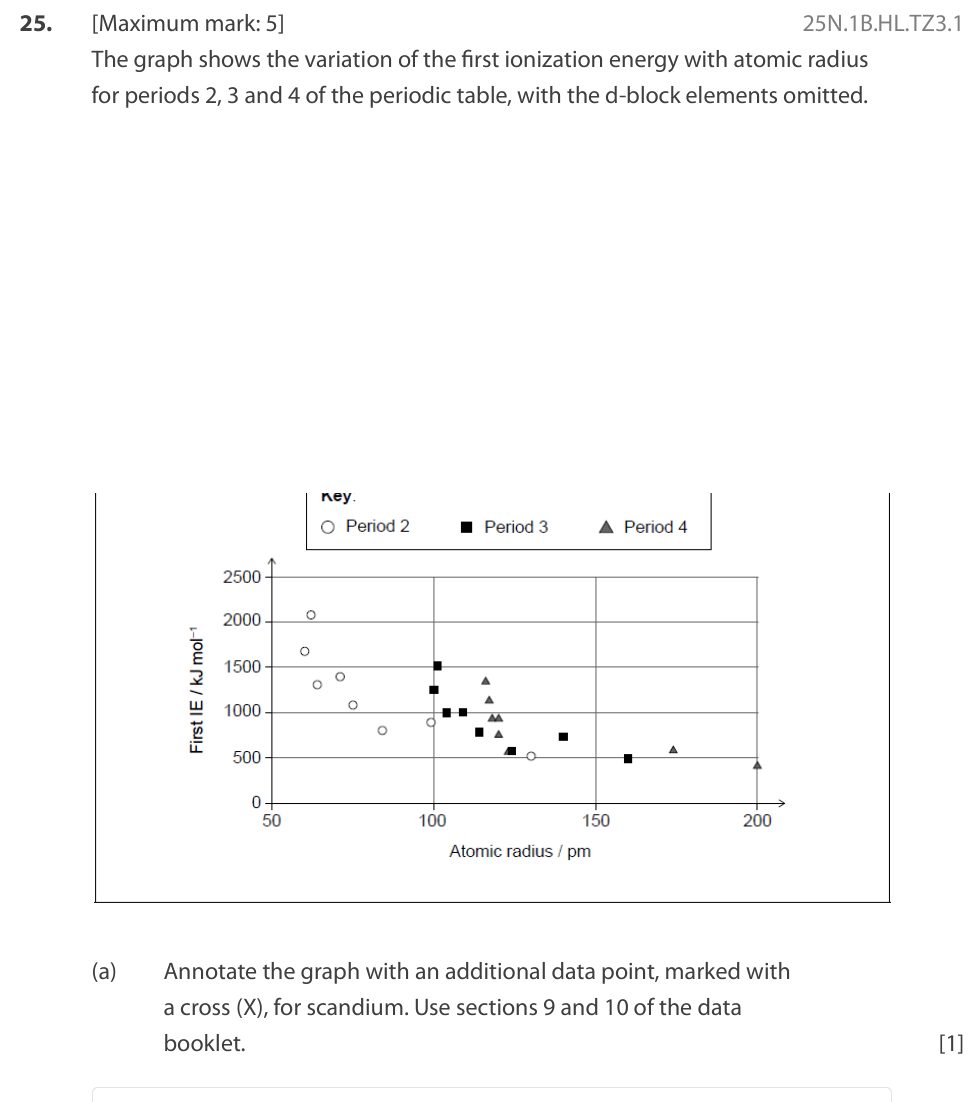 25. [Maximum mark: 5] 25N.1B.HL.TZ3.1
The graph shows the variation of the first ionization energy with atomic radius
for periods 2, 3 and 4 of the periodic table, with the d-block elements omitted.
Key:
Period 2 Period 3 Period 4
2500
2000
1500
1000
500
0
First IE / kJ mol⁻¹
50 100 150 200
Atomic radius / pm
(a) Annotate the graph with an additional data point, marked with
a cross (X), for scandium. Use sections 9 and 10 of the data
booklet. [1]